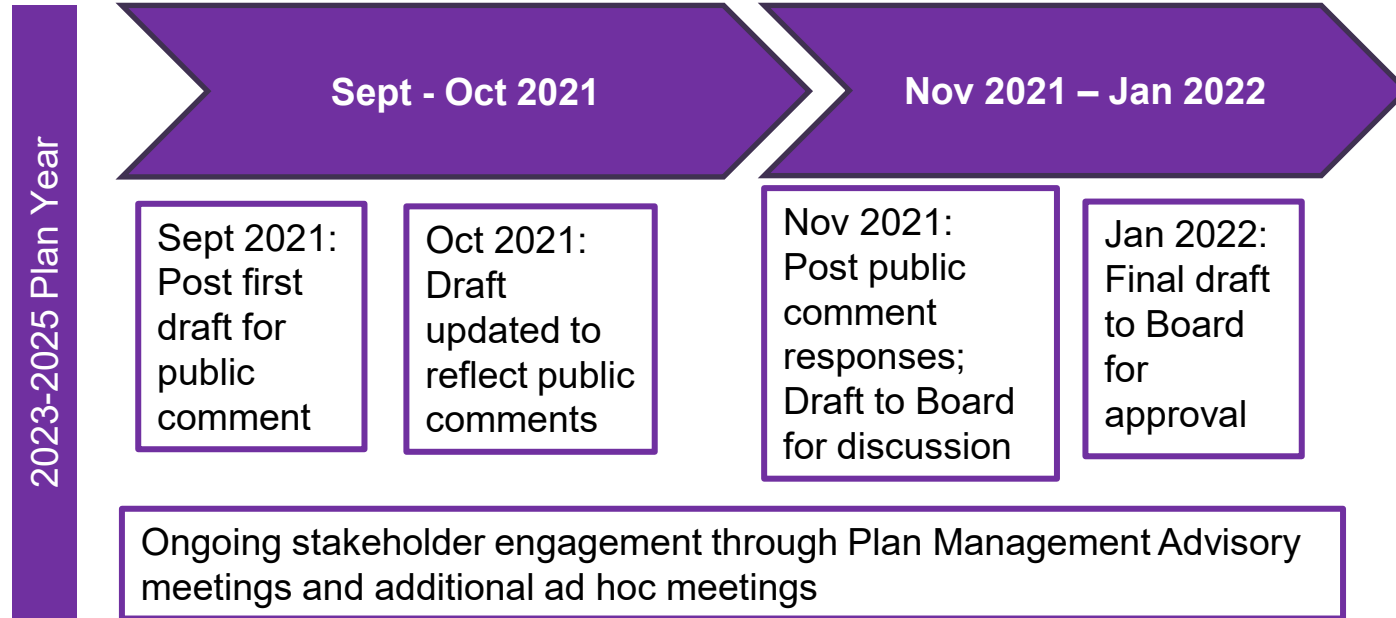 2023-2025 Plan Year
Sept - Oct 2021
Nov 2021 – Jan 2022
Sept 2021:
Post first
draft for
public
comment
Oct 2021:
Draft
updated to
reflect public
comments
Nov 2021:
Post public
comment
responses;
Draft to Board
for discussion
Jan 2022:
Final draft
to Board
for
approval
Ongoing stakeholder engagement through Plan Management Advisory
meetings and additional ad hoc meetings